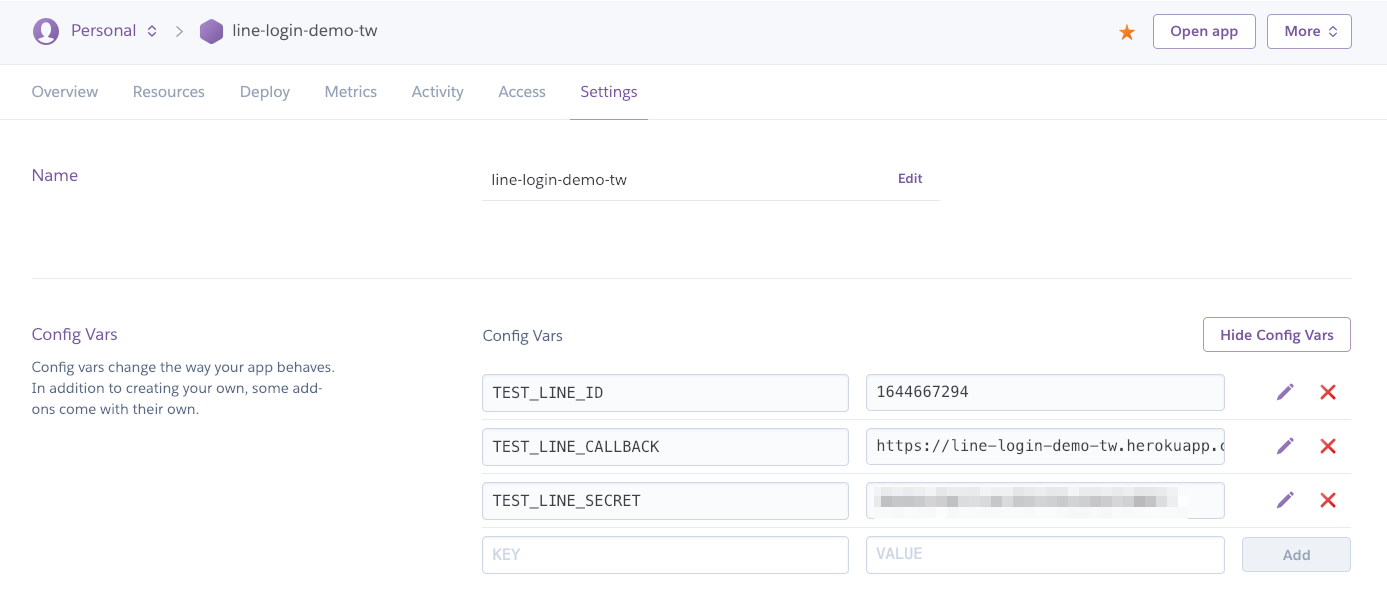 Personal line-login-demo-tw Open app More
Overview Resources Deploy Metrics Activity Access Settings
Name line-login-demo-tw Edit
Config Vars
Config vars change the way your app behaves.
In addition to creating your own, some add-
ons come with their own.
Config Vars Hide Config Vars
TEST_LINE_ID 1644667294
TEST_LINE_CALLBACK https://line-login-demo-tw.herokuapp.c
TEST_LINE_SECRET
KEY VALUE Add